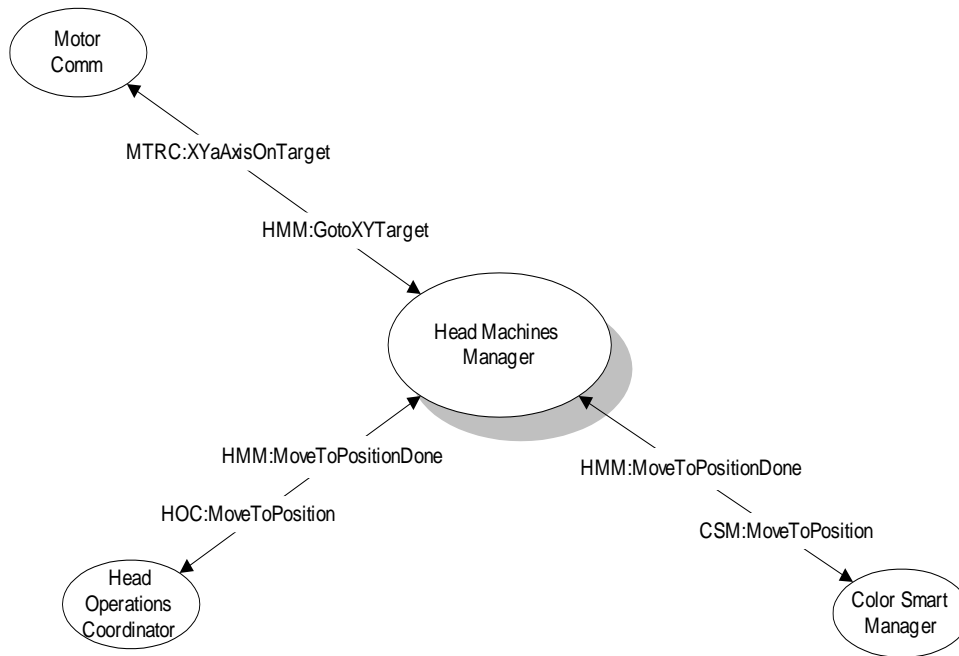 Motor
Comm
MTRC:XYaAxisOnTarget
HMM:GotoXYTarget
Head Machines
Manager
HMM:MoveToPositionDone
HMM:MoveToPositionDone
HOC:MoveToPosition
CSM:MoveToPosition
Head
Operations
Coordinator
Color Smart
Manager